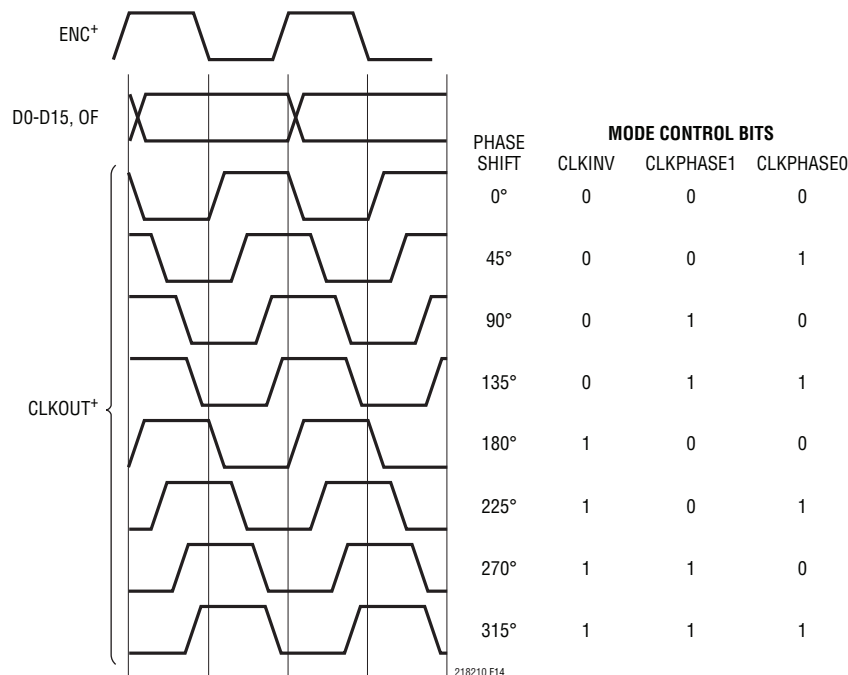 ENC+
D0-D15, OF
CLKOUT+
PHASE SHIFT
MODE CONTROL BITS
CLKINV CLKPHASE1 CLKPHASE0
0° 0 0 0
45° 0 0 1
90° 0 1 0
135° 0 1 1
180° 1 0 0
225° 1 0 1
270° 1 1 0
315° 1 1 1
218210 F14